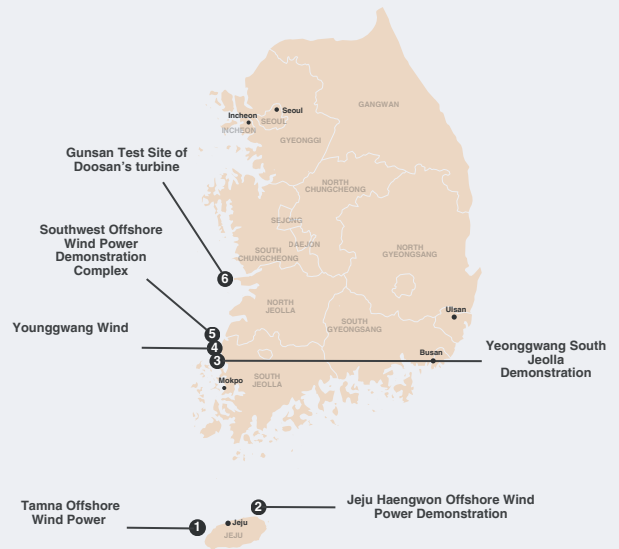 GANGWAN
Seoul
Incheon
SEOUL
INCHEON
GYEONGGI
Gunsan Test Site of
Doosan's turbine
NORTH
CHUNGCHEONG
SEJONG
Southwest Offshore
Wind Power
Demonstration
Complex
DAEJON
SOUTH
CHUNGCHEONG
NORTH
GYEONGSANG
6
NORTH
JEOLLA
Ulsan
SOUTH
GYEONGSANG
Younggwang Wind
5
4
3
Busan
Yeonggwang South
Jeolla
Demonstration
Mokpo
SOUTH
JEOLLA
Tamna Offshore
Wind Power
1
2
Jeju
JEJU
Jeju Haengwon Offshore Wind
Power Demonstration